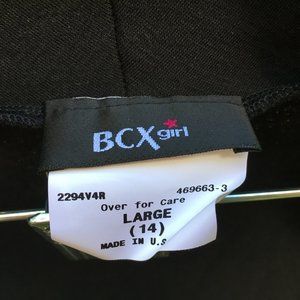 BCX girl
2294V4R 469663-3
Over for Care
LARGE
(14)
MADE IN U.S